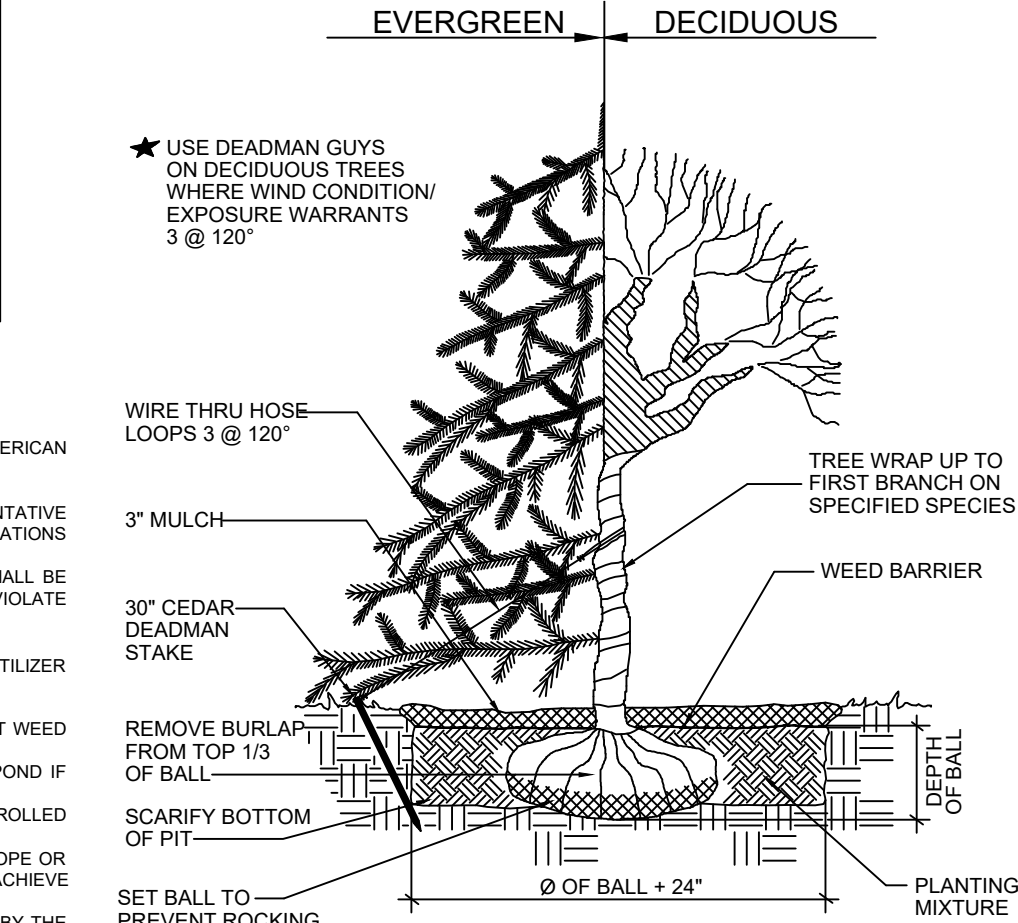 EVERGREEN
DECIDUOUS
USE DEADMAN GUYS
ON DECIDUOUS TREES
WHERE WIND CONDITION/
EXPOSURE WARRANTS
3 @ 120°
WIRE THRU HOSE
LOOPS 3 @ 120°
3" MULCH
30" CEDAR
DEADMAN
STAKE
REMOVE BURLAP
FROM TOP 1/3
OF BALL
SCARIFY BOTTOM
OF PIT
SET BALL TO
PREVENT ROCKING
TREE WRAP UP TO
FIRST BRANCH ON
SPECIFIED SPECIES
WEED BARRIER
DEPTH
OF BALL
Ø OF BALL + 24"
PLANTING
MIXTURE
ERICAN
NTATIVE
ATIONS
HALL BE
VIOLATE
TILIZER
T WEED
POND IF
ROLLED
OPE OR
ACHIEVE
BY THE